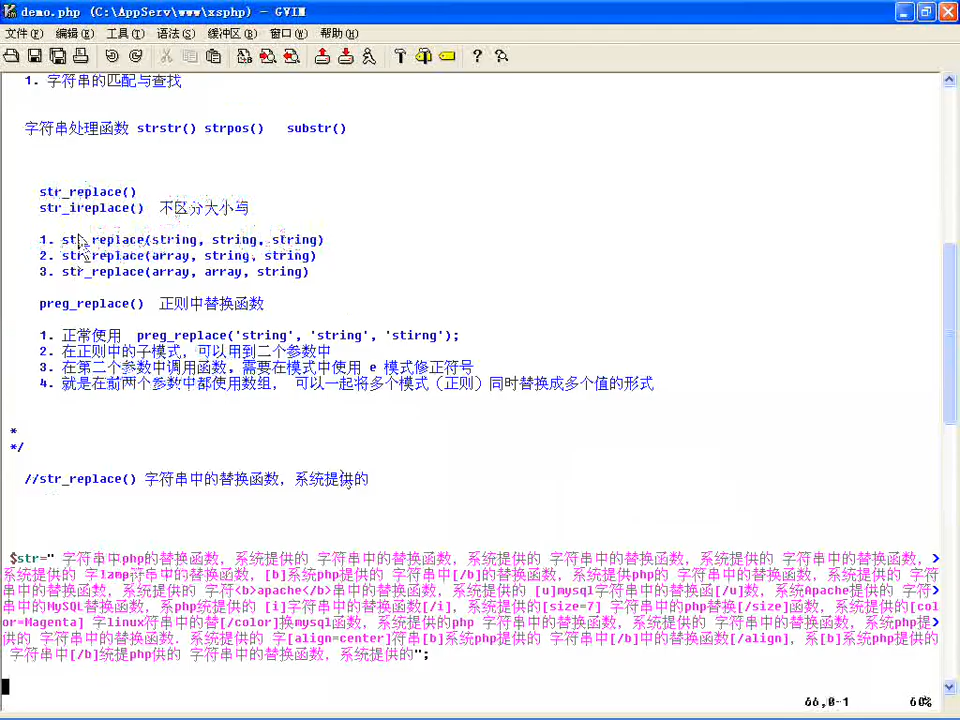 demo.php (C:\AppServ\www\xsphp) - GVIM
文件(F) 编辑(E) 工具(T) 语法(S) 缓冲区(B) 窗口(W) 帮助(H)
1. 字符串的匹配与查找
字符串处理函数 strstr() strpos() substr()
str_replace()
str_ireplace() 不区分大小写
1. str_replace(string, string, string)
2. str_replace(array, string, string)
3. str_replace(array, array, string)
preg_replace() 正则中替换函数
1. 正常使用 preg_replace('string', 'string', 'stirng');
2. 在正则中的子模式，可以用到二个参数中
3. 在第二个参数中调用函数。需要在模式中使用 e 模式修正符号
4. 就是在前两个参数中都使用数组， 可以一起将多个模式（正则）同时替换成多个值的形式
*
*/
//str_replace() 字符串中的替换函数，系统提供的
$str=" 字符串中php的替换函数，系统提供的 字符串中的替换函数，系统提供的 字符串中的替换函数，系统提供的 字符串中的替换函数，
系统提供的 字lamp符串中的替换函数，[b]系统php提供的 字符串中[/b]的替换函数，系统提供php的 字符串中的替换函数，系统提供的 字符
串中的替换函数，系统提供的 字符<b>apache</b>串中的替换函数，系统提供的 [u]mysql字符串中的替换函[/u]数，系统Apache提供的 字符
串中的MySQL替换函数，系php统提供的 [i]字符串中的替换函数[/i]，系统提供的[size=7] 字符串中的php替换[/size]函数，系统提供的[col
or=Magenta] 字linux符串中的替[/color]换mysql函数，系统提供的php 字符串中的替换函数，系统提供的 字符串中的替换函数，系统php提
供的 字符串中的替换函数．系统提供的 字[align=center]符串[b]系统php提供的 字符串中[/b]中的替换函数[/align]，系[b]系统php提供的
字符串中[/b]统提php供的 字符串中的替换函数，系统提供的";
66,0-1 60%